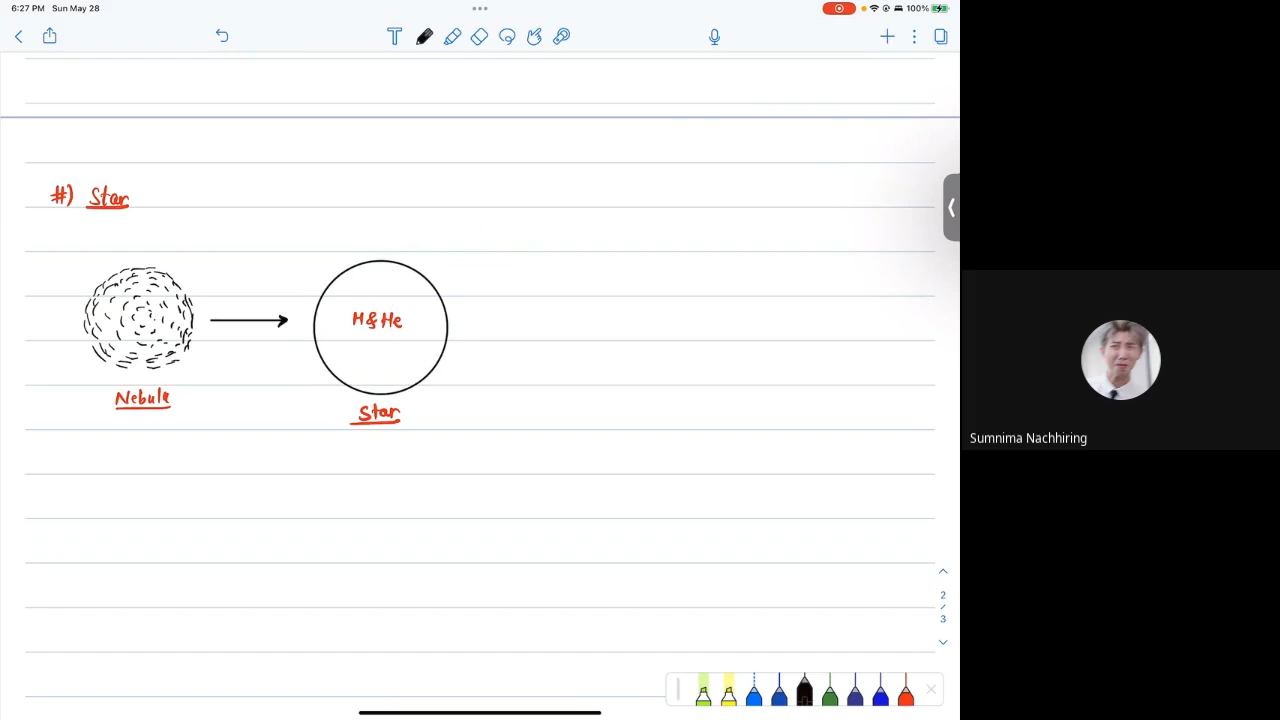 6:27 PM Sun May 28
100%
T
#) Star
H & He
Nebula
Star
2
/
3
Sumnima Nachhiring